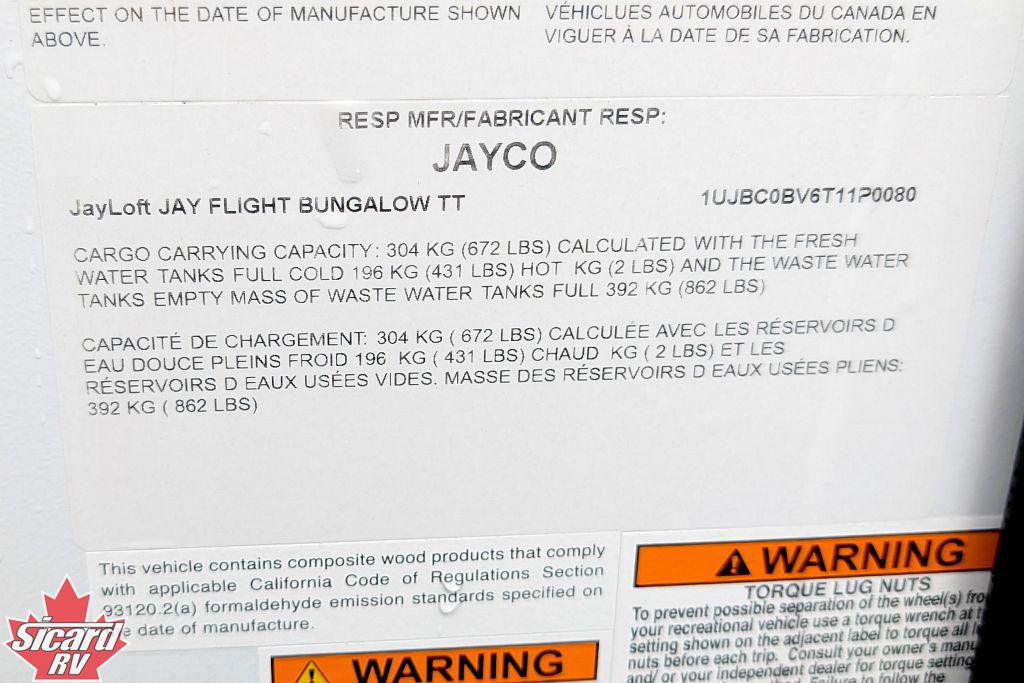 EFFECT ON THE DATE OF MANUFACTURE SHOWN
ABOVE.
VÉHICLUES AUTOMOBILES DU CANADA EN
VIGUER À LA DATE DE SA FABRICATION.
RESP MFR/FABRICANT RESP:
JAYCO
JayLoft JAY FLIGHT BUNGALOW TT
1UJBC0BV6T11P0080
CARGO CARRYING CAPACITY: 304 KG (672 LBS) CALCULATED WITH THE FRESH
WATER TANKS FULL COLD 196 KG (431 LBS) HOT KG (2 LBS) AND THE WASTE WATER
TANKS EMPTY MASS OF WASTE WATER TANKS FULL 392 KG (862 LBS)
CAPACITÉ DE CHARGEMENT: 304 KG ( 672 LBS) CALCULÉE AVEC LES RÉSERVOIRS D
EAU DOUCE PLEINS FROID 196 KG ( 431 LBS) CHAUD KG ( 2 LBS) ET LES
RÉSERVOIRS D EAUX USÉES VIDES. MASSE DES RÉSERVOIRS D EAUX USÉES PLIENS:
392 KG ( 862 LBS)
This vehicle contains composite wood products that comply
with applicable California Code of Regulations Section
93120.2(a) formaldehyde emission standards specified on
date of manufacture.
WARNING
WARNING
TORQUE LUG NUTS
To prevent possible separation of the wheel(s) fro
your recreational vehicle use a torque wrench at t
setting shown on the adjacent label to torque all l
nuts before each trip. Consult your owner's manu
and/ or your independent dealer for torque setting
Failure to follow the
Sicard
RV